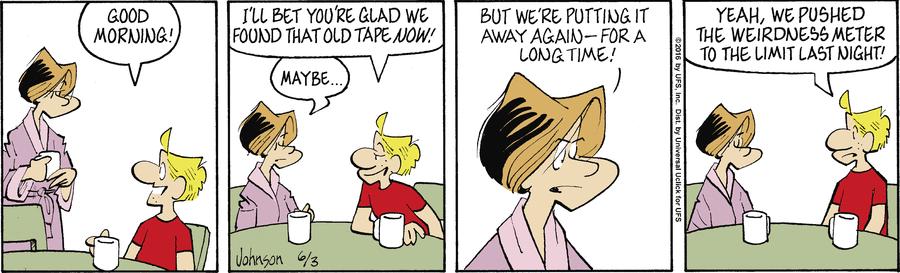 GOOD
MORNING!
I'LL BET YOU'RE GLAD WE
FOUND THAT OLD TAPE NOW!
MAYBE...
Johnson 6/3
BUT WE'RE PUTTING IT
AWAY AGAIN—FOR A
LONG TIME!
©2016 by UFS, Inc. Dist. by Universal Uclick for UFS
YEAH, WE PUSHED
THE WEIRDNESS METER
TO THE LIMIT LAST NIGHT!